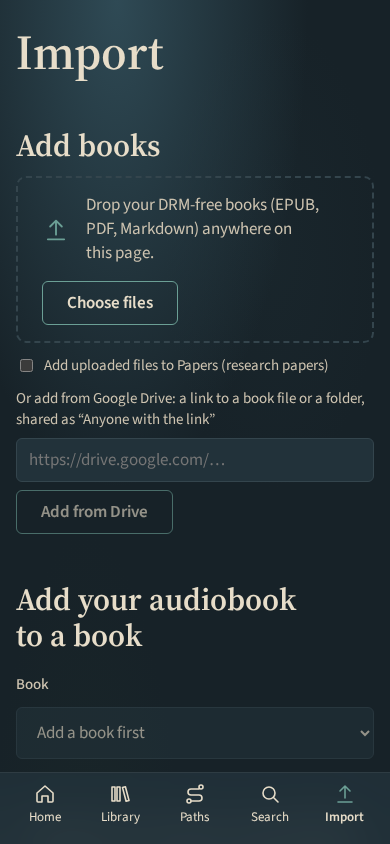 Import
Add books
Drop your DRM-free books (EPUB,
PDF, Markdown) anywhere on
this page.
Choose files
Add uploaded files to Papers (research papers)
Or add from Google Drive: a link to a book file or a folder,
shared as “Anyone with the link”
https://drive.google.com/…
Add from Drive
Add your audiobook
to a book
Book
Add a book first
Home
Library
Paths
Search
Import